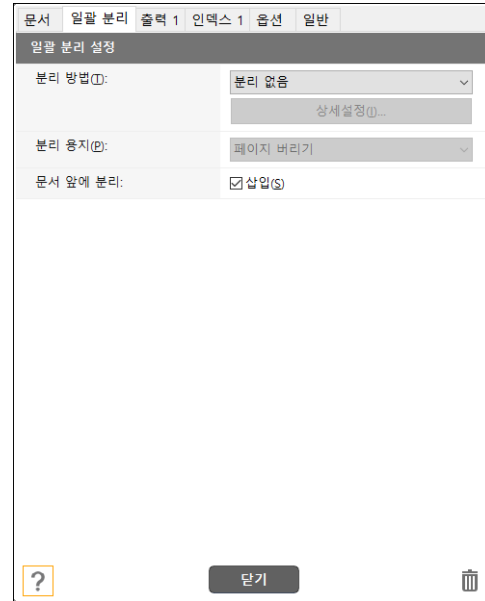 문서 일괄 분리 출력 1 인덱스 1 옵션 일반
일괄 분리 설정
분리 방법(T): 분리 없음
상세설정(I)...
분리 용지(P): 페이지 버리기
문서 앞에 분리: 삽입(S)
? 닫기